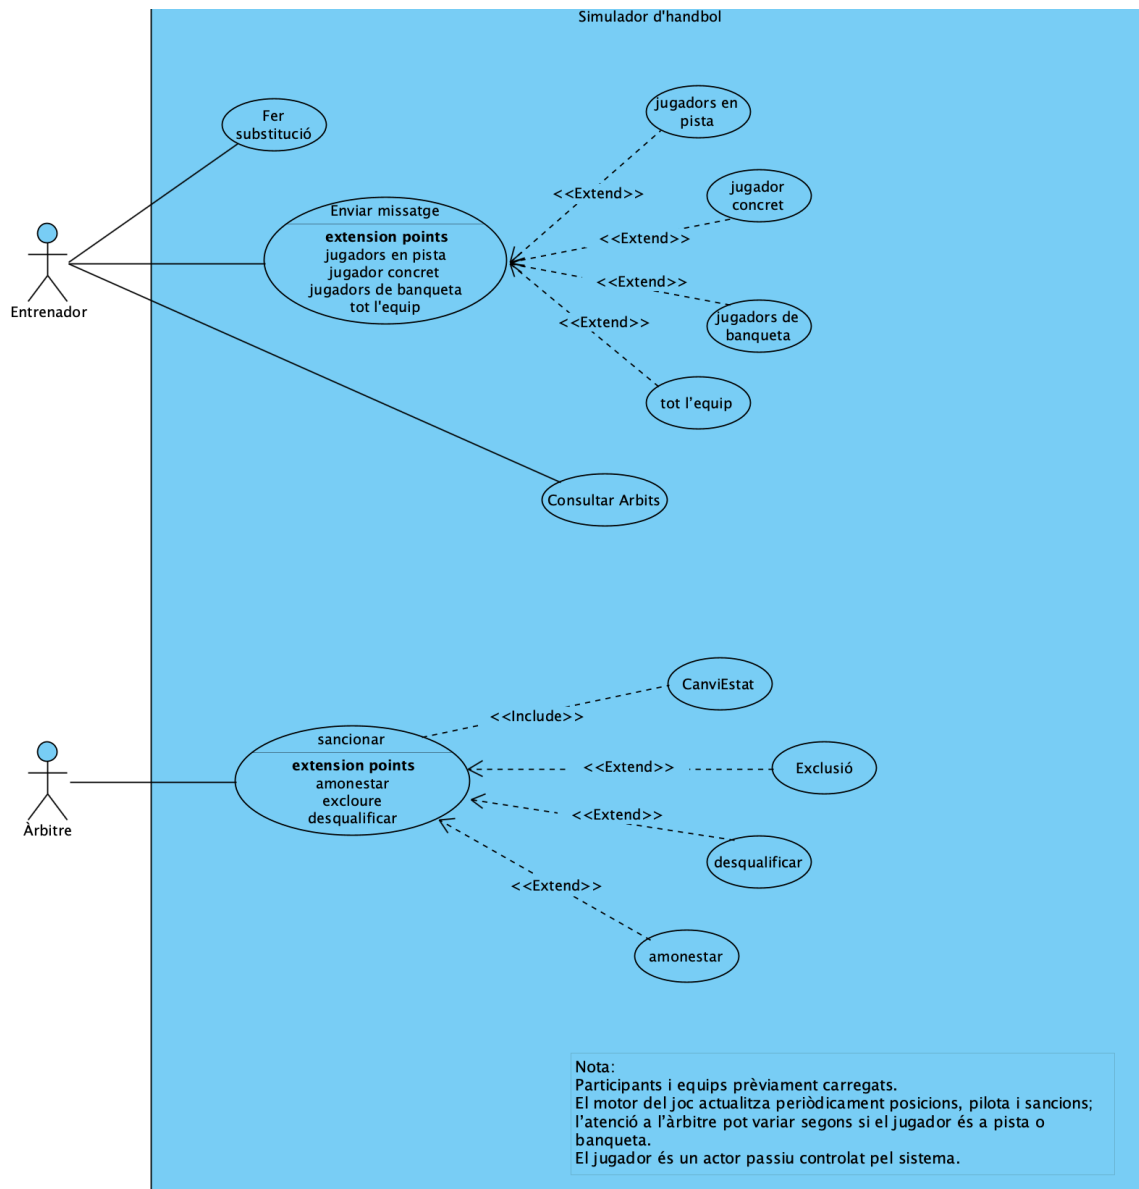 Simulador d'handbol
Fer
substitució
jugadors en
pista
<<Extend>>
jugador
concret
Enviar missatge
extension points
jugadors en pista
jugador concret
jugadors de banqueta
tot l'equip
<<Extend>>
<<Extend>>
jugadors de
banqueta
<<Extend>>
Entrenador
tot l'equip
Consultar Arbits
CanviEstat
<<Include>>
sancionar
extension points
amonestar
excloure
desqualificar
<<Extend>>
Exclusió
<<Extend>>
Àrbitre
desqualificar
<<Extend>>
amonestar
Nota:
Participants i equips prèviament carregats.
El motor del joc actualitza periòdicament posicions, pilota i sancions;
l'atenció a l'àrbitre pot variar segons si el jugador és a pista o
banqueta.
El jugador és un actor passiu controlat pel sistema.